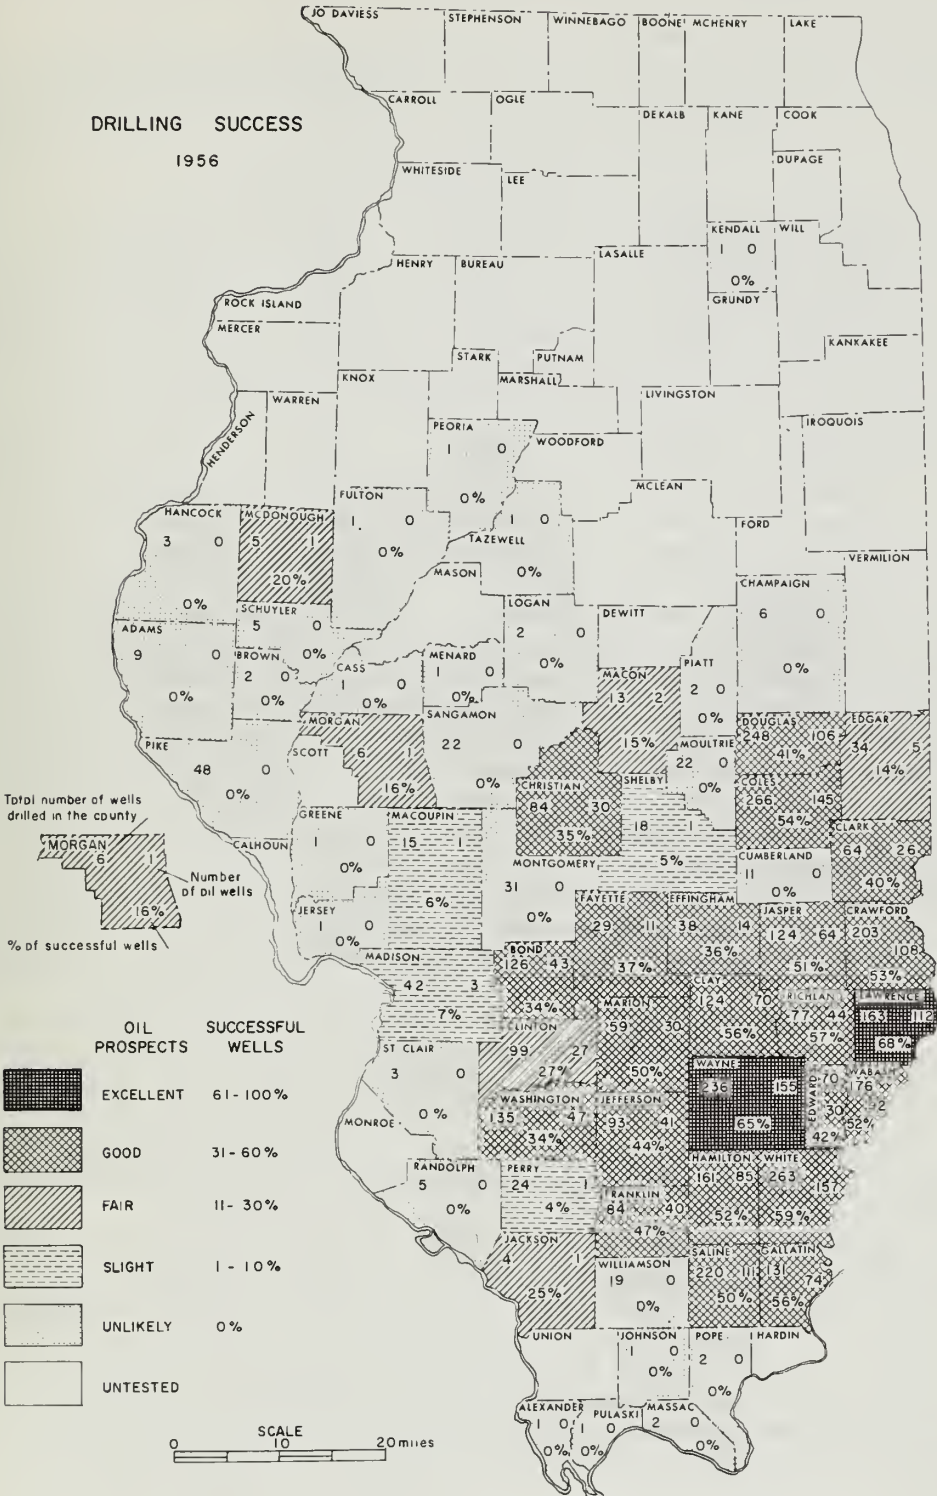 JO DAVIESS
STEPHENSON
WINNEBAGO
BOONE
MCHENRY
LAKE
DRILLING SUCCESS
1956
CARROLL
OGLE
DEKALB
KANE
COOK
DUPAGE
WHITESIDE
LEE
KENDALL
1 0
0%
WILL
LASALLE
HENRY
BUREAU
GRUNDY
ROCK ISLAND
MERCER
KANKAKEE
STARK
PUTNAM
MARSHALL
KNOX
WARREN
LIVINGSTON
HENDERSON
PEORIA
1 0
0%
WOODFORD
IROQUOIS
MCLEAN
FULTON
1 0
0%
HANCOCK
3 0
0%
MCDONOUGH
5 1
20%
1 0
TAZEWELL
0%
FORD
VERMILION
MASON
CHAMPAIGN
6 0
0%
LOGAN
2 0
0%
DEWITT
SCHUYLER
5 0
0%
ADAMS
9 0
0%
BROWN
2 0
0%
CASS
1 0
0%
MENARD
1 0
0%
MACON
13 2
15%
PIATT
2 0
0%
MORGAN
6 1
16%
SANGAMON
22 0
0%
DOUGLAS
248 106
41%
EDGAR
34 5
14%
PIKE
48 0
0%
SCOTT
MOULTRIE
22 0
0%
CHRISTIAN
84 30
35%
SHELBY
18 1
5%
COLES
266 145
54%
Total number of wells
drilled in the county
MORGAN
6 1
16%
Number
of oil wells
% of successful wells
GREENE
1 0
0%
MACOUPIN
15 1
6%
CLARK
64 26
40%
CALHOUN
MONTGOMERY
31 0
0%
CUMBERLAND
11 0
0%
JERSEY
1 0
0%
FAYETTE
29 11
37%
EFFINGHAM
38 14
36%
JASPER
124 64
51%
CRAWFORD
203
108
53%
MADISON
42 3
7%
BOND
126 43
34%
MARION
59 30
50%
CLAY
124 70
56%
RICHLAN
77 44
57%
LAWRENCE
163 112
68%
CLINTON
99 27
27%
ST CLAIR
3 0
0%
WAYNE
236 155
65%
EDWARD
70
30
42%
WABASH
176
52%
MONROE
WASHINGTON
135 47
34%
JEFFERSON
93 41
44%
RANDOLPH
5 0
0%
PERRY
24 1
4%
FRANKLIN
84 40
47%
HAMILTON
161 85
52%
WHITE
263
157
59%
JACKSON
4 1
25%
WILLIAMSON
19 0
0%
SALINE
220 111
50%
GALLATIN
131
74
56%
UNION
JOHNSON
1 0
0%
POPE
2 0
0%
HARDIN
ALEXANDER
1 0
0%
PULASKI
1 0
0%
MASSAC
2 0
0%
OIL PROSPECTS
SUCCESSFUL WELLS
EXCELLENT 61-100%
GOOD 31-60%
FAIR 11-30%
SLIGHT 1-10%
UNLIKELY 0%
UNTESTED
SCALE
0 10 20 miles